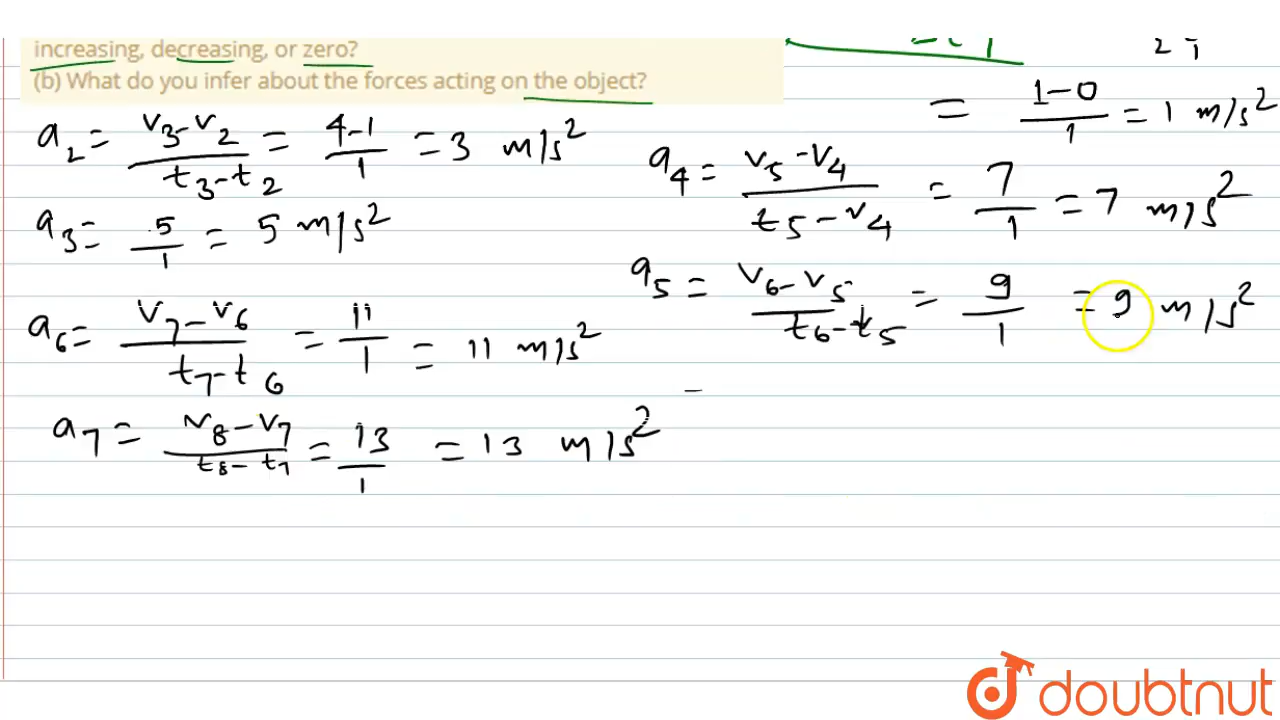 increasing, decreasing, or zero?
(b) What do you infer about the forces acting on the object?
= 1-0/1 = 1 m/s²
a₂ = v₃-v₂/t₃-t₂ = 4-1/1 = 3 m/s²
a₃ = 5/1 = 5 m/s²
a₄ = v₅-v₄/t₅-v₄ = 7/1 = 7 m/s²
a₅ = v₆-v₅/t₆-t₅ = 9/1 = 9 m/s²
a₆ = v₇-v₆/t₇-t₆ = 11/1 = 11 m/s²
a₇ = v₈-v₇/t₈-t₇ = 13/1 = 13 m/s²
doubtnut